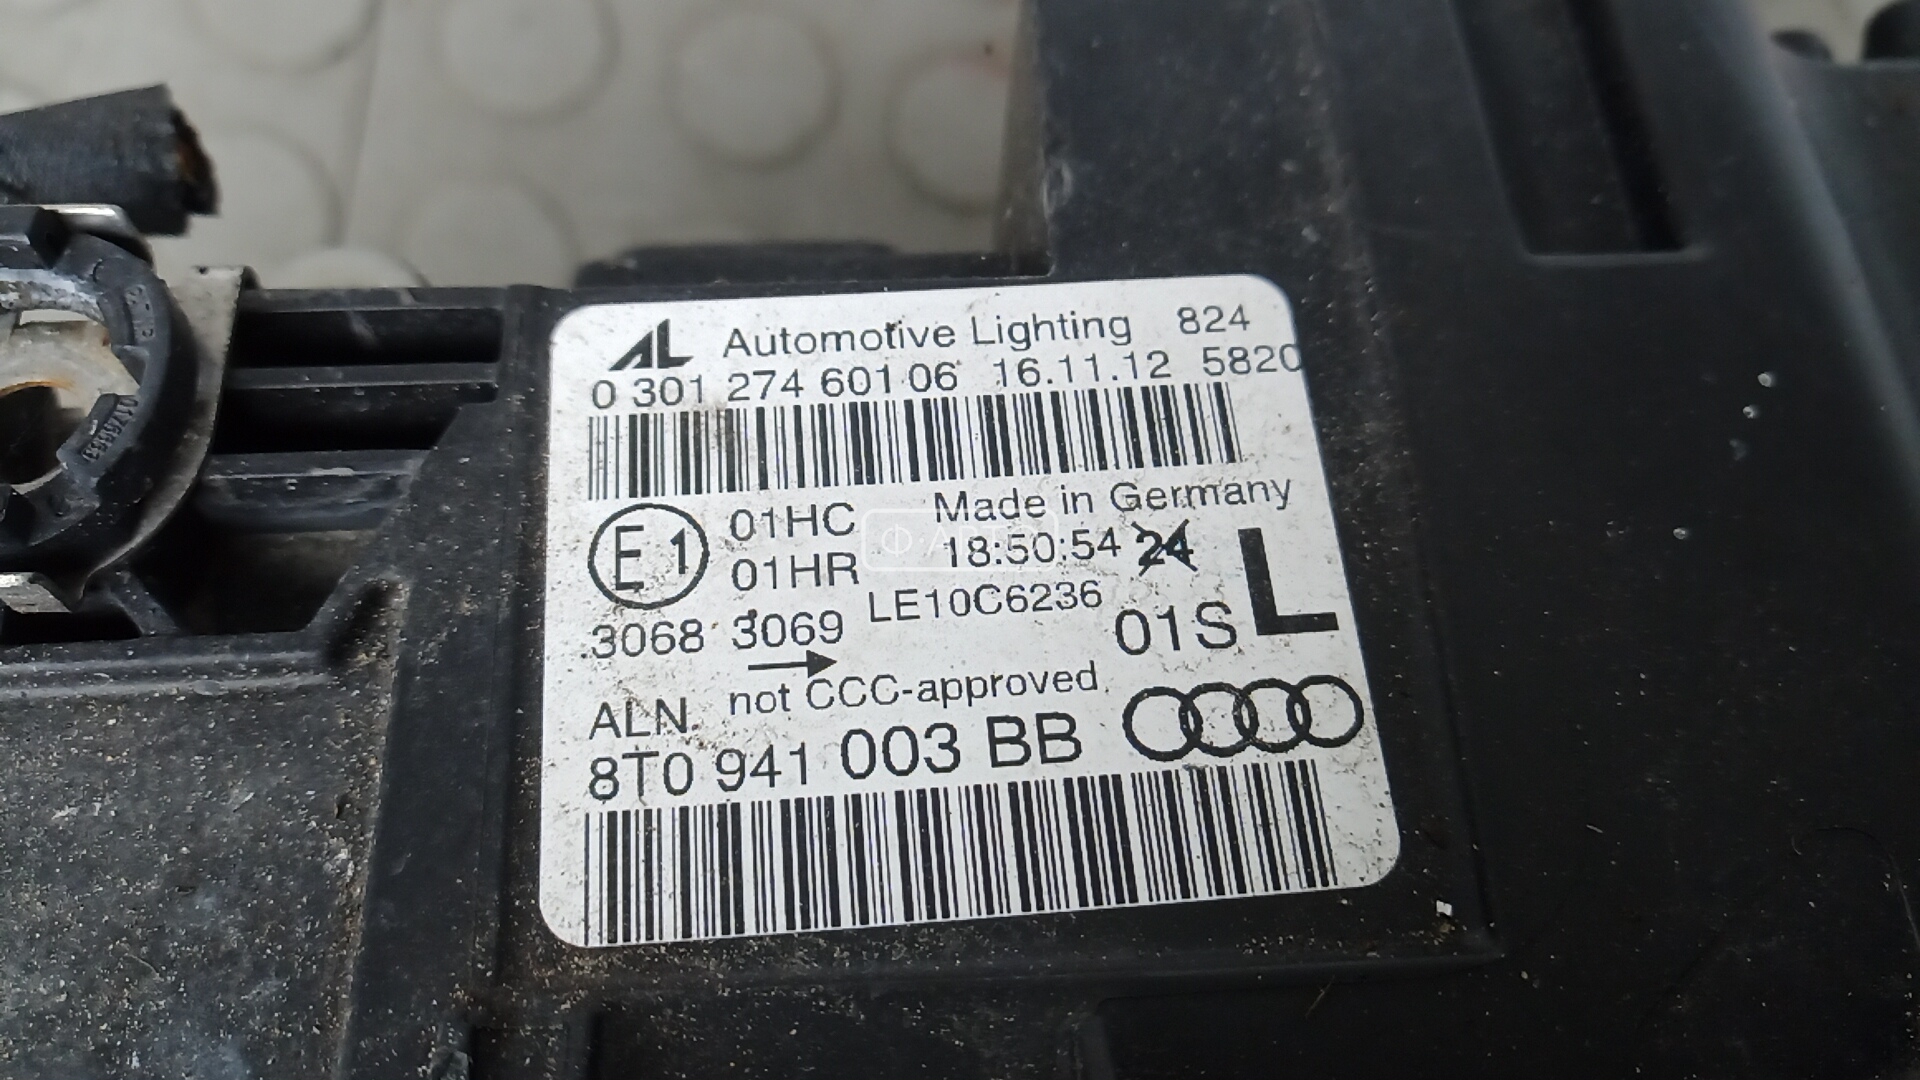 AL Automotive Lighting 824
0 301 274 601 06 16.11.12 5820
E1 01HC Made in Germany
01HR 18:50:54 24
3068 3069 LE10C6236 01S L
ALN not CCC-approved
8T0 941 003 BB